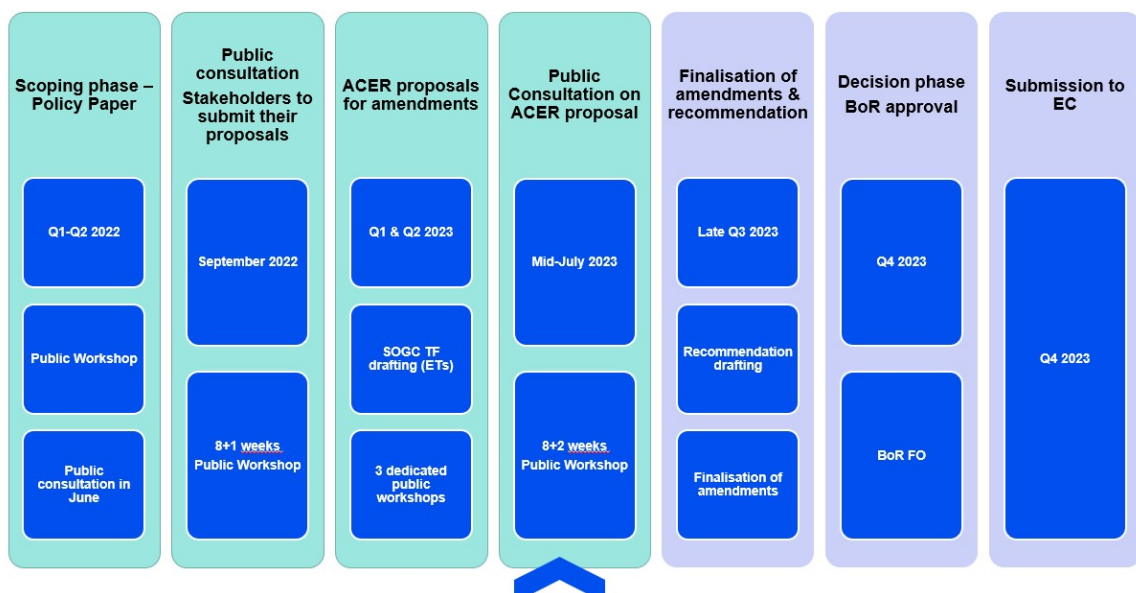 Scoping phase –
Policy Paper
Q1-Q2 2022
Public Workshop
Public
consultation in
June
Public
consultation
Stakeholders to
submit their
proposals
September 2022
8+1 weeks
Public Workshop
ACER proposals
for amendments
Q1 & Q2 2023
SOGC TF
drafting (ETs)
3 dedicated
public
workshops
Public
Consultation on
ACER proposal
Mid-July 2023
8+2 weeks
Public Workshop
Finalisation of
amendments &
recommendation
Late Q3 2023
Recommendation
drafting
Finalisation of
amendments
Decision phase
BoR approval
Q4 2023
BoR FO
Submission to
EC
Q4 2023